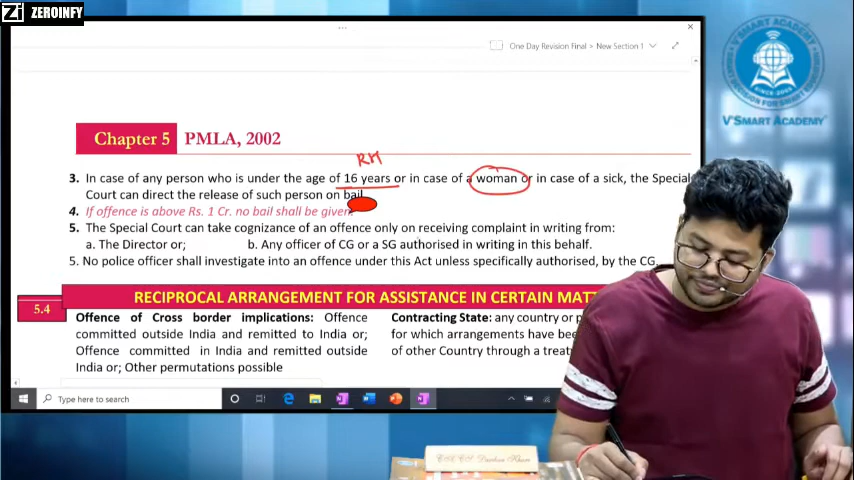 Zi ZEROINFY
One Day Revision Final > New Section 1
V'SMART ACADEMY
SINCE-2008
V'SMART ACADEMY
Chapter 5 PMLA, 2002
RM
3. In case of any person who is under the age of 16 years or in case of a woman or in case of a sick, the Special
Court can direct the release of such person on bail
4. If offence is above Rs. 1 Cr. no bail shall be given.
5. The Special Court can take cognizance of an offence only on receiving complaint in writing from:
a. The Director or; b. Any officer of CG or a SG authorised in writing in this behalf.
5. No police officer shall investigate into an offence under this Act unless specifically authorised, by the CG.
5.4 RECIPROCAL ARRANGEMENT FOR ASSISTANCE IN CERTAIN MATT
Offence of Cross border implications: Offence
committed outside India and remitted to India or;
Offence committed in India and remitted outside
India or; Other permutations possible
Contracting State: any country or p
for which arrangements have bee
of other Country through a treat
Type here to search